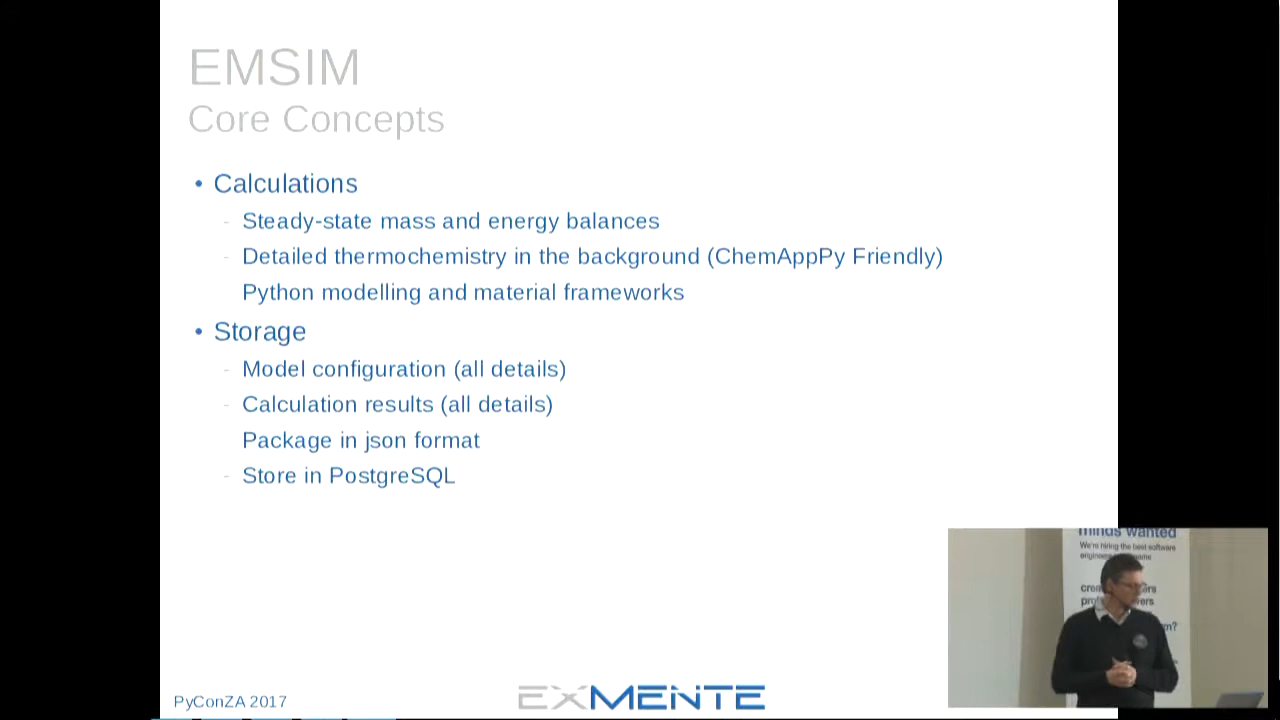 EMSIM
Core Concepts
• Calculations
- Steady-state mass and energy balances
- Detailed thermochemistry in the background (ChemAppPy Friendly)
Python modelling and material frameworks
• Storage
- Model configuration (all details)
- Calculation results (all details)
Package in json format
- Store in PostgreSQL
minds wanted
We're hiring the best software
PyConZA 2017
EXMENTE